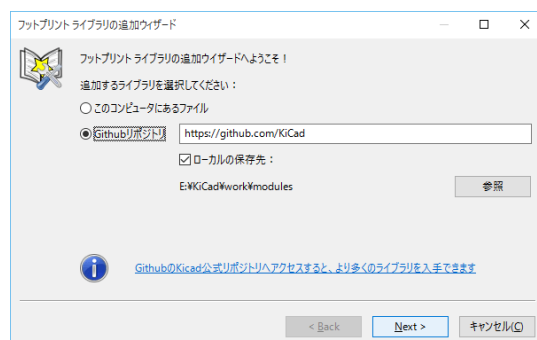 フットプリント ライブラリの追加ウィザード
フットプリント ライブラリの追加ウィザードへようこそ！
追加するライブラリを選択してください：
このコンピュータにあるファイル
Githubリポジトリ
https://github.com/KiCad
ローカルの保存先：
E:¥KiCad¥work¥modules
参照
GithubのKicad公式リポジトリへアクセスすると、より多くのライブラリを入手できます
< Back
Next >
キャンセル(C)